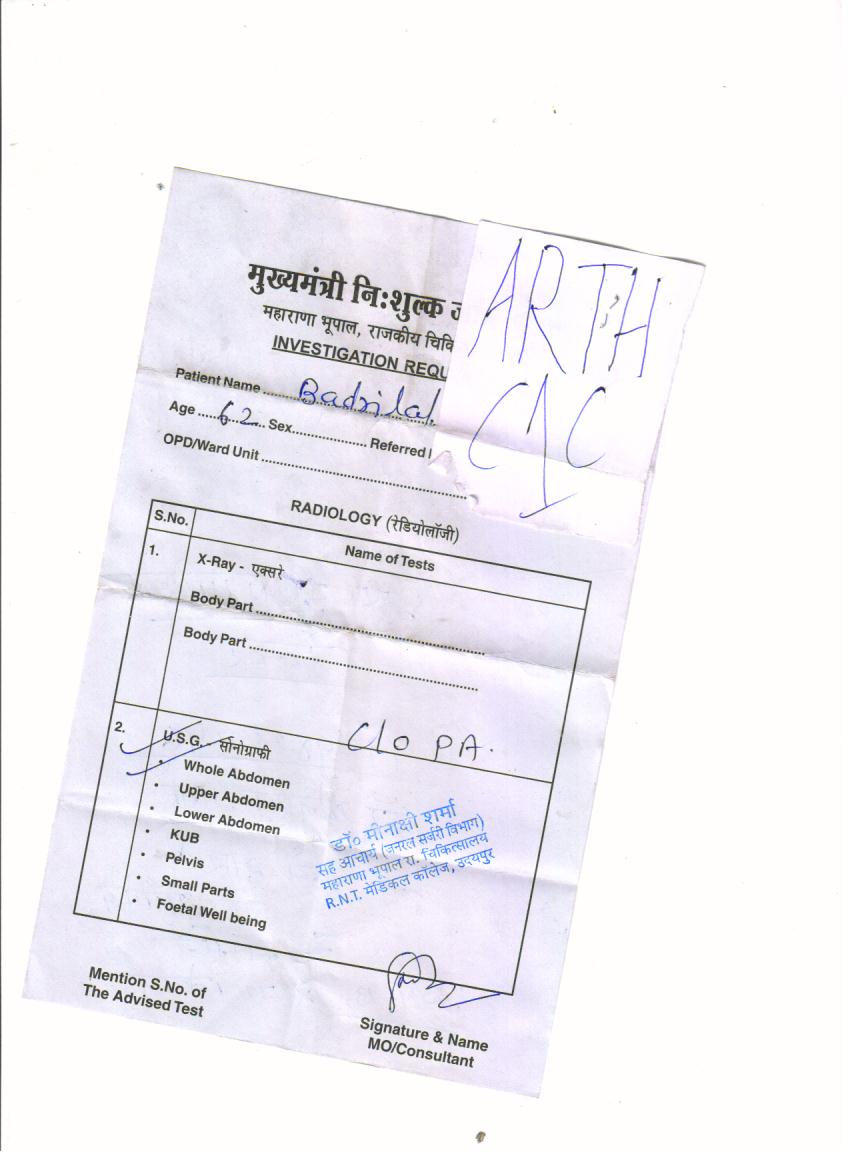 मुख्यमंत्री नि:शुल्क
महाराणा भूपाल, राजकीय चिकि
INVESTIGATION REQU
ARTH
C1C
Patient Name .......... Badrilal
Age ..... 62 ..... Sex.................. Referred
OPD/Ward Unit ..................................................
RADIOLOGY (रेडियोलॉजी)
S.No. Name of Tests
1. X-Ray - एक्सरे
Body Part ..................................................
Body Part ..................................................
2. U.S.G. - सोनोग्राफी C/o PA.
• Whole Abdomen
• Upper Abdomen
• Lower Abdomen
• KUB
• Pelvis
• Small Parts
• Foetal Well being
डॉ० मीनाक्षी शर्मा
सह आचार्य (जनरल सर्जरी विभाग)
महाराणा भूपाल रा. चिकित्सालय
R.N.T. मेडिकल कॉलेज, उदयपुर
Mention S.No. of
The Advised Test
Signature & Name
MO/Consultant